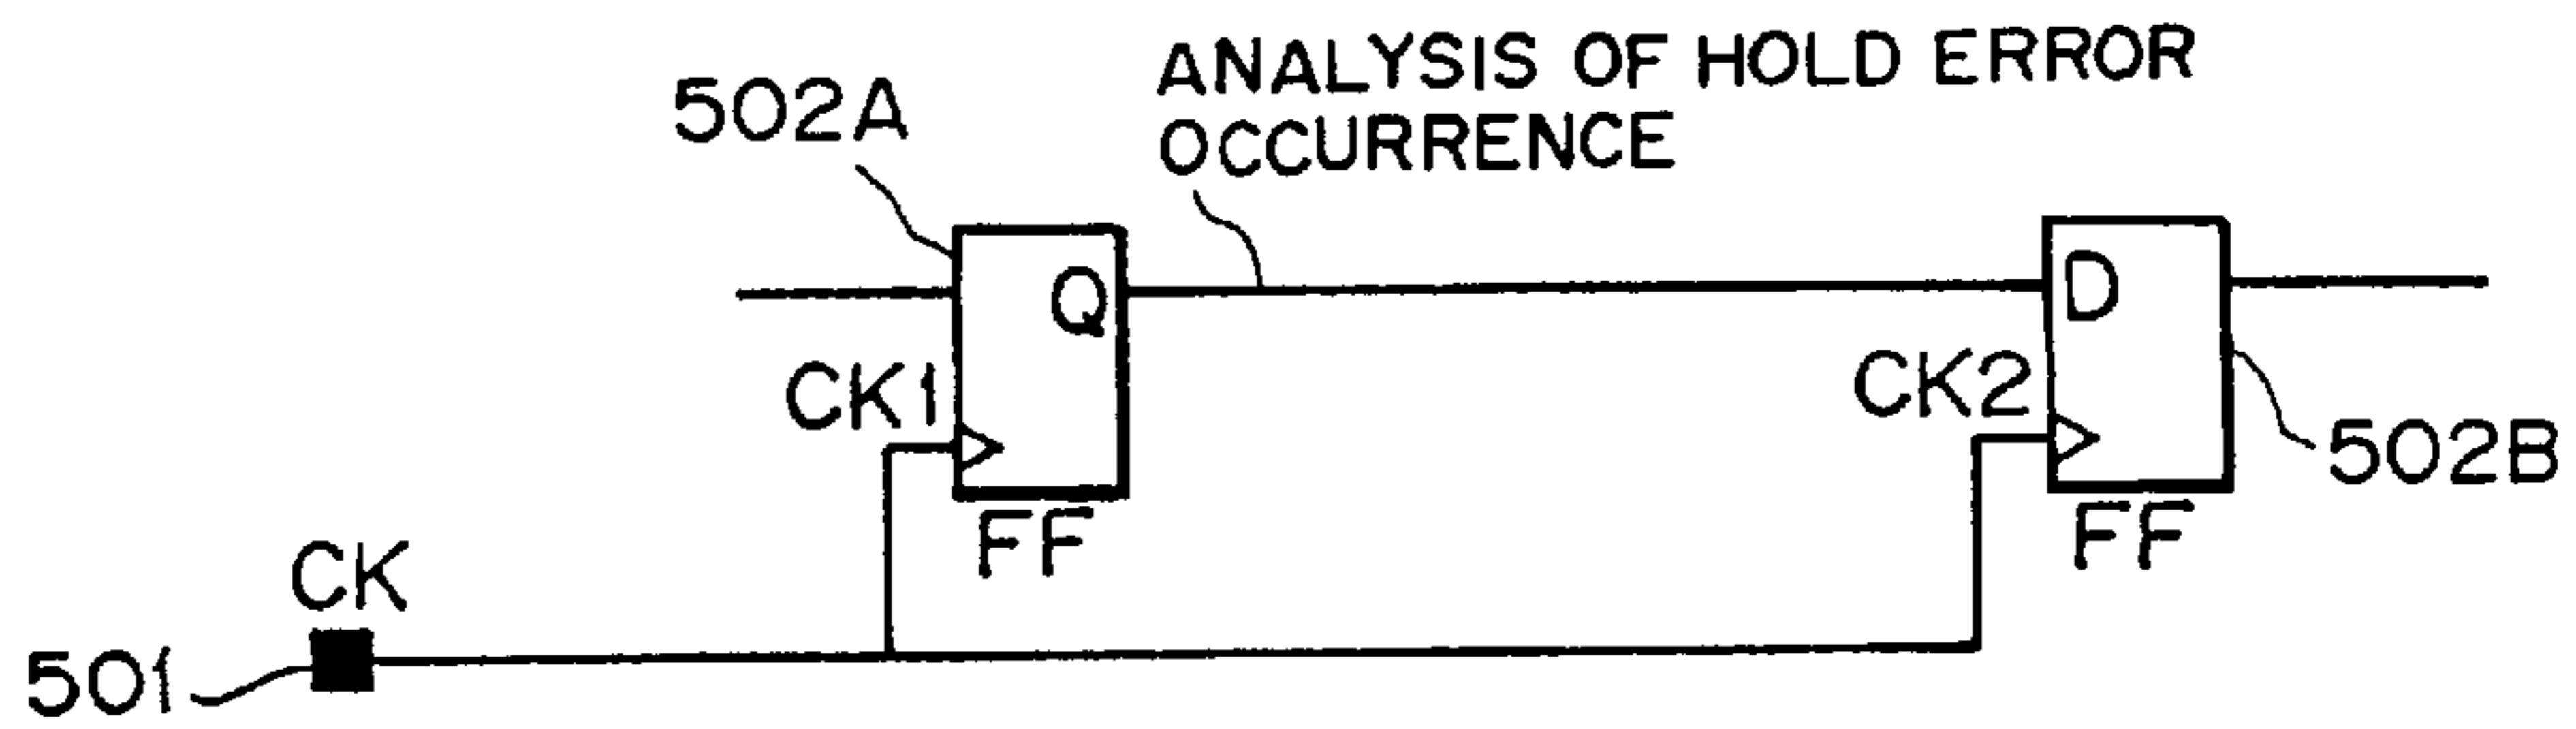 ANALYSIS OF HOLD ERROR
OCCURRENCE
502A
Q
D
CK1
CK2
502B
FF
FF
CK
501